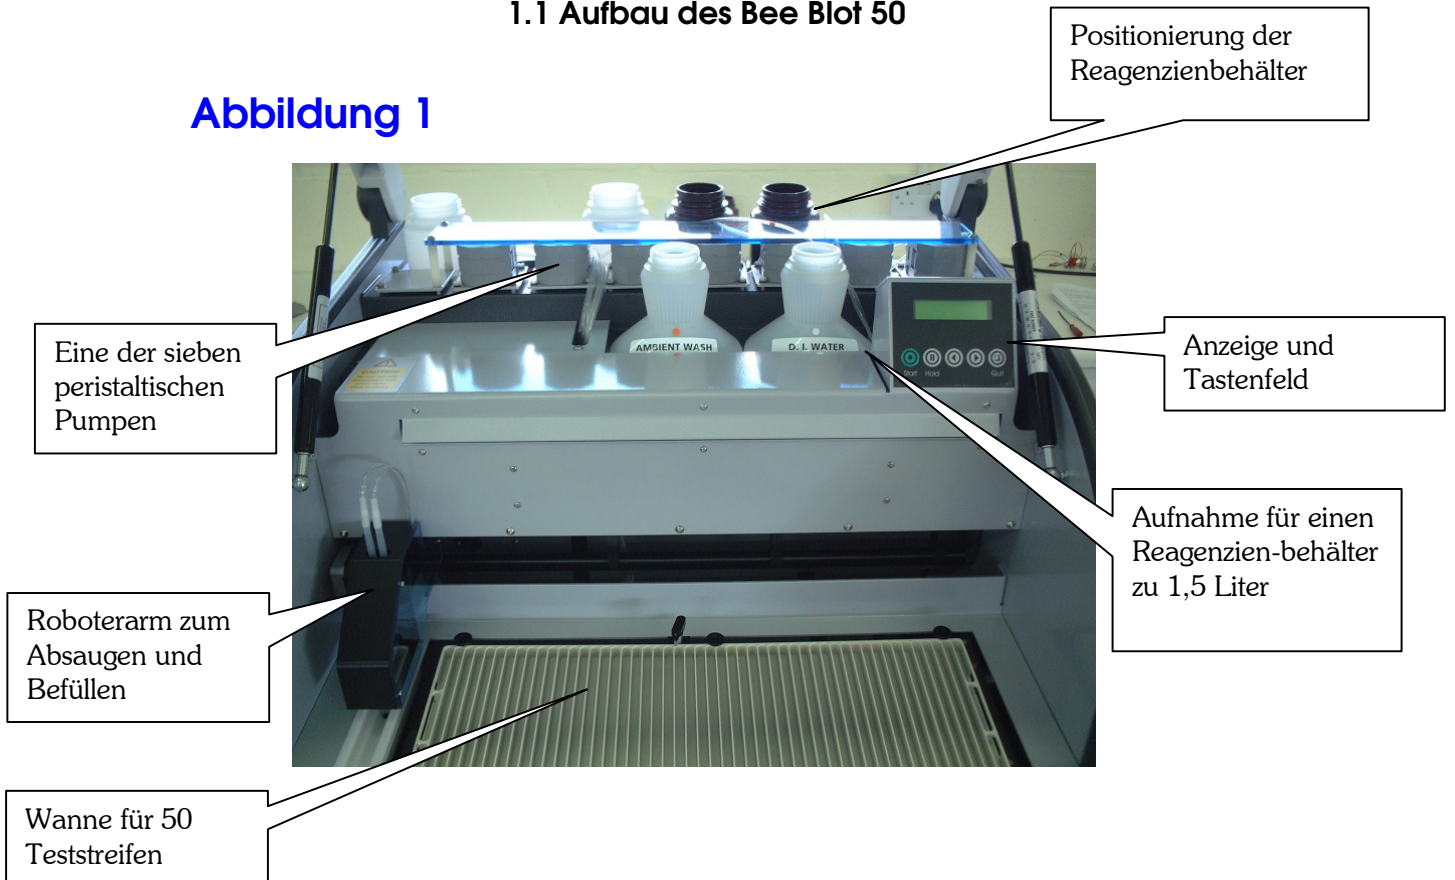 1.1 Aufbau des Bee Blot 50
Positionierung der
Reagenzienbehälter
Abbildung 1
Eine der sieben
peristaltischen
Pumpen
AMBIENT WASH
D. I. WATER
Start Hold Quit
Anzeige und
Tastenfeld
Aufnahme für einen
Reagenzien-behälter
zu 1,5 Liter
Roboterarm zum
Absaugen und
Befüllen
Wanne für 50
Teststreifen